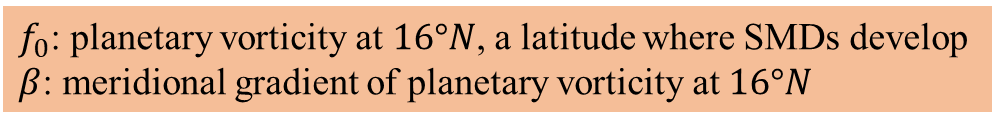 f₀: planetary vorticity at 16°N, a latitude where SMDs develop
β: meridional gradient of planetary vorticity at 16°N